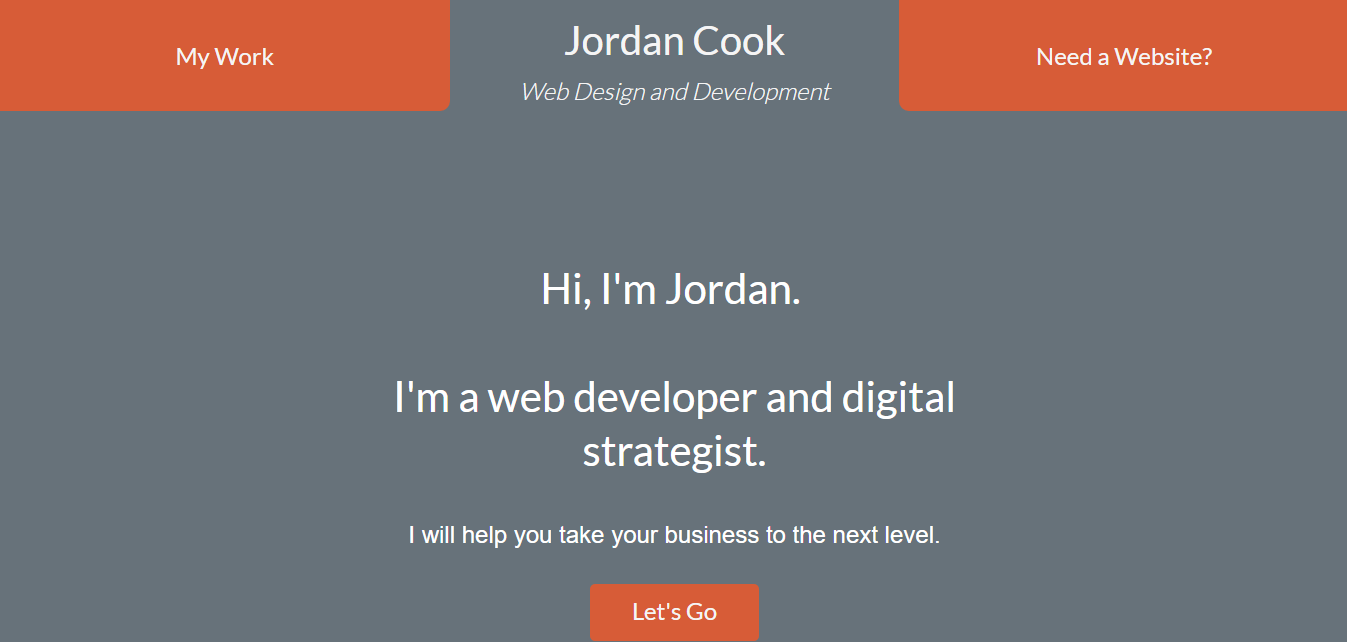 My Work
Jordan Cook
Web Design and Development
Need a Website?
Hi, I'm Jordan.
I'm a web developer and digital
strategist.
I will help you take your business to the next level.
Let's Go